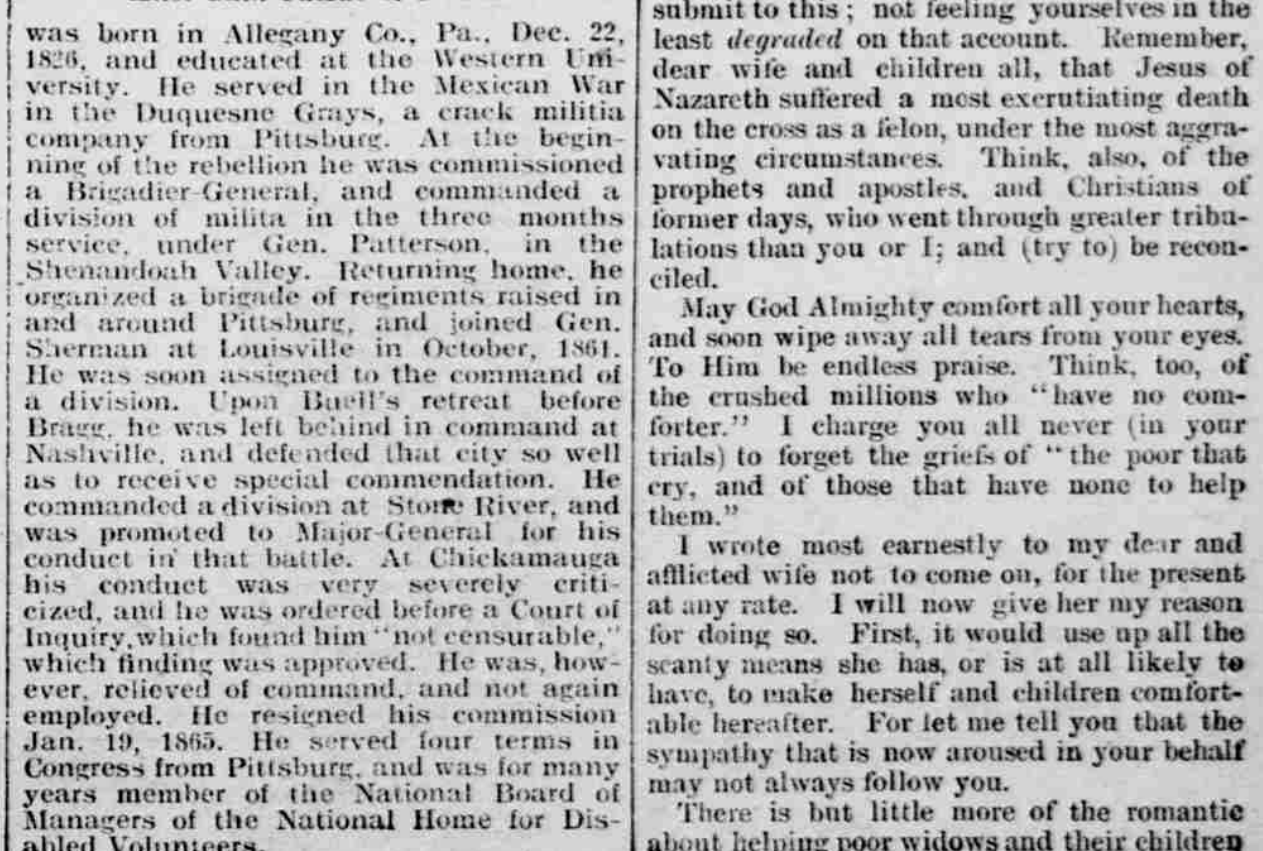 was born in Allegany Co., Pa., Dec. 22,
1826, and educated at the Western Uni-
versity. He served in the Mexican War
in the Duquesne Grays, a crack militia
company from Pittsburg. At the begin-
ning of the rebellion he was commissioned
a Brigadier-General, and commanded a
division of milita in the three months
service, under Gen. Patterson, in the
Shenandoah Valley. Returning home, he
organized a brigade of regiments raised in
and around Pittsburg, and joined Gen.
Sherman at Louisville in October, 1861.
He was soon assigned to the command of
a division. Upon Buell's retreat before
Bragg, he was left behind in command at
Nashville, and defended that city so well
as to receive special commendation. He
commanded a division at Stone River, and
was promoted to Major-General for his
conduct in that battle. At Chickamauga
his conduct was very severely criti-
cized, and he was ordered before a Court of
Inquiry, which found him "not censurable,"
which finding was approved. He was, how-
ever, relieved of command, and not again
employed. He resigned his commission
Jan. 19, 1865. He served four terms in
Congress from Pittsburg, and was for many
years member of the National Board of
Managers of the National Home for Dis-
abled Volunteers.
submit to this; not feeling yourselves in the
least degraded on that account. Remember,
dear wife and children all, that Jesus of
Nazareth suffered a most excrutiating death
on the cross as a felon, under the most aggra-
vating circumstances. Think, also, of the
prophets and apostles, and Christians of
former days, who went through greater tribu-
lations than you or I; and (try to) be recon-
ciled.
May God Almighty comfort all your hearts,
and soon wipe away all tears from your eyes.
To Him be endless praise. Think, too, of
the crushed millions who "have no com-
forter." I charge you all never (in your
trials) to forget the griefs of "the poor that
cry, and of those that have none to help
them."
I wrote most earnestly to my dear and
afflicted wife not to come on, for the present
at any rate. I will now give her my reason
for doing so. First, it would use up all the
scanty means she has, or is at all likely to
have, to make herself and children comfort-
able hereafter. For let me tell you that the
sympathy that is now aroused in your behalf
may not always follow you.
There is but little more of the romantic
about helping poor widows and their children